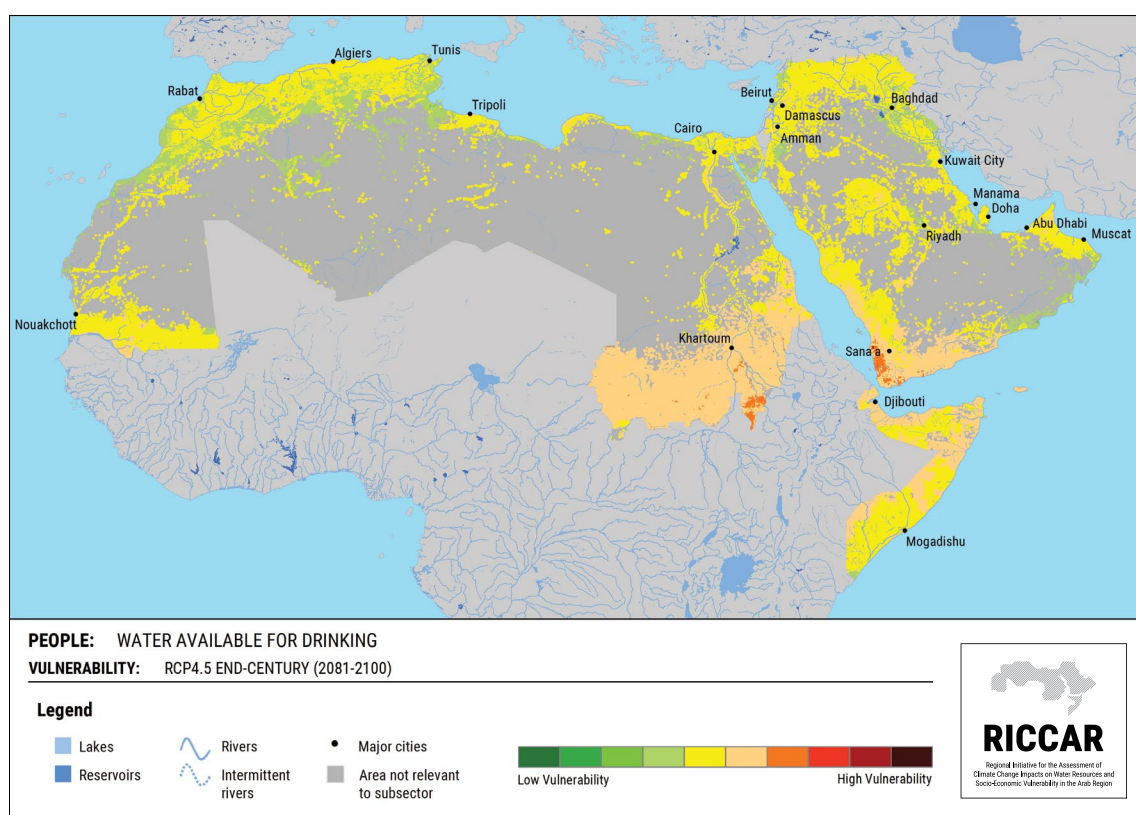 Algiers
Tunis
Rabat
Tripoli
Beirut
Baghdad
Damascus
Cairo
Amman
Kuwait City
Manama
Doha
Abu Dhabi
Riyadh
Muscat
Nouakchott
Khartoum
Sana'a
Djibouti
Mogadishu
PEOPLE: WATER AVAILABLE FOR DRINKING
VULNERABILITY: RCP4.5 END-CENTURY (2081-2100)
Legend
Lakes
Reservoirs
Rivers
Intermittent
rivers
Major cities
Area not relevant
to subsector
Low Vulnerability
High Vulnerability
RICCAR
Regional Initiative for the Assessment of
Climate Change Impacts on Water Resources and
Socio-Economic Vulnerability in the Arab Region